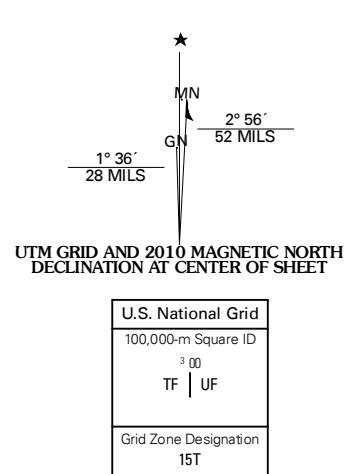 ★
MN
GN
2° 56´
52 MILS
1° 36´
28 MILS
UTM GRID AND 2010 MAGNETIC NORTH
DECLINATION AT CENTER OF SHEET
U.S. National Grid
100,000-m Square ID
3 00
TF | UF
Grid Zone Designation
15T